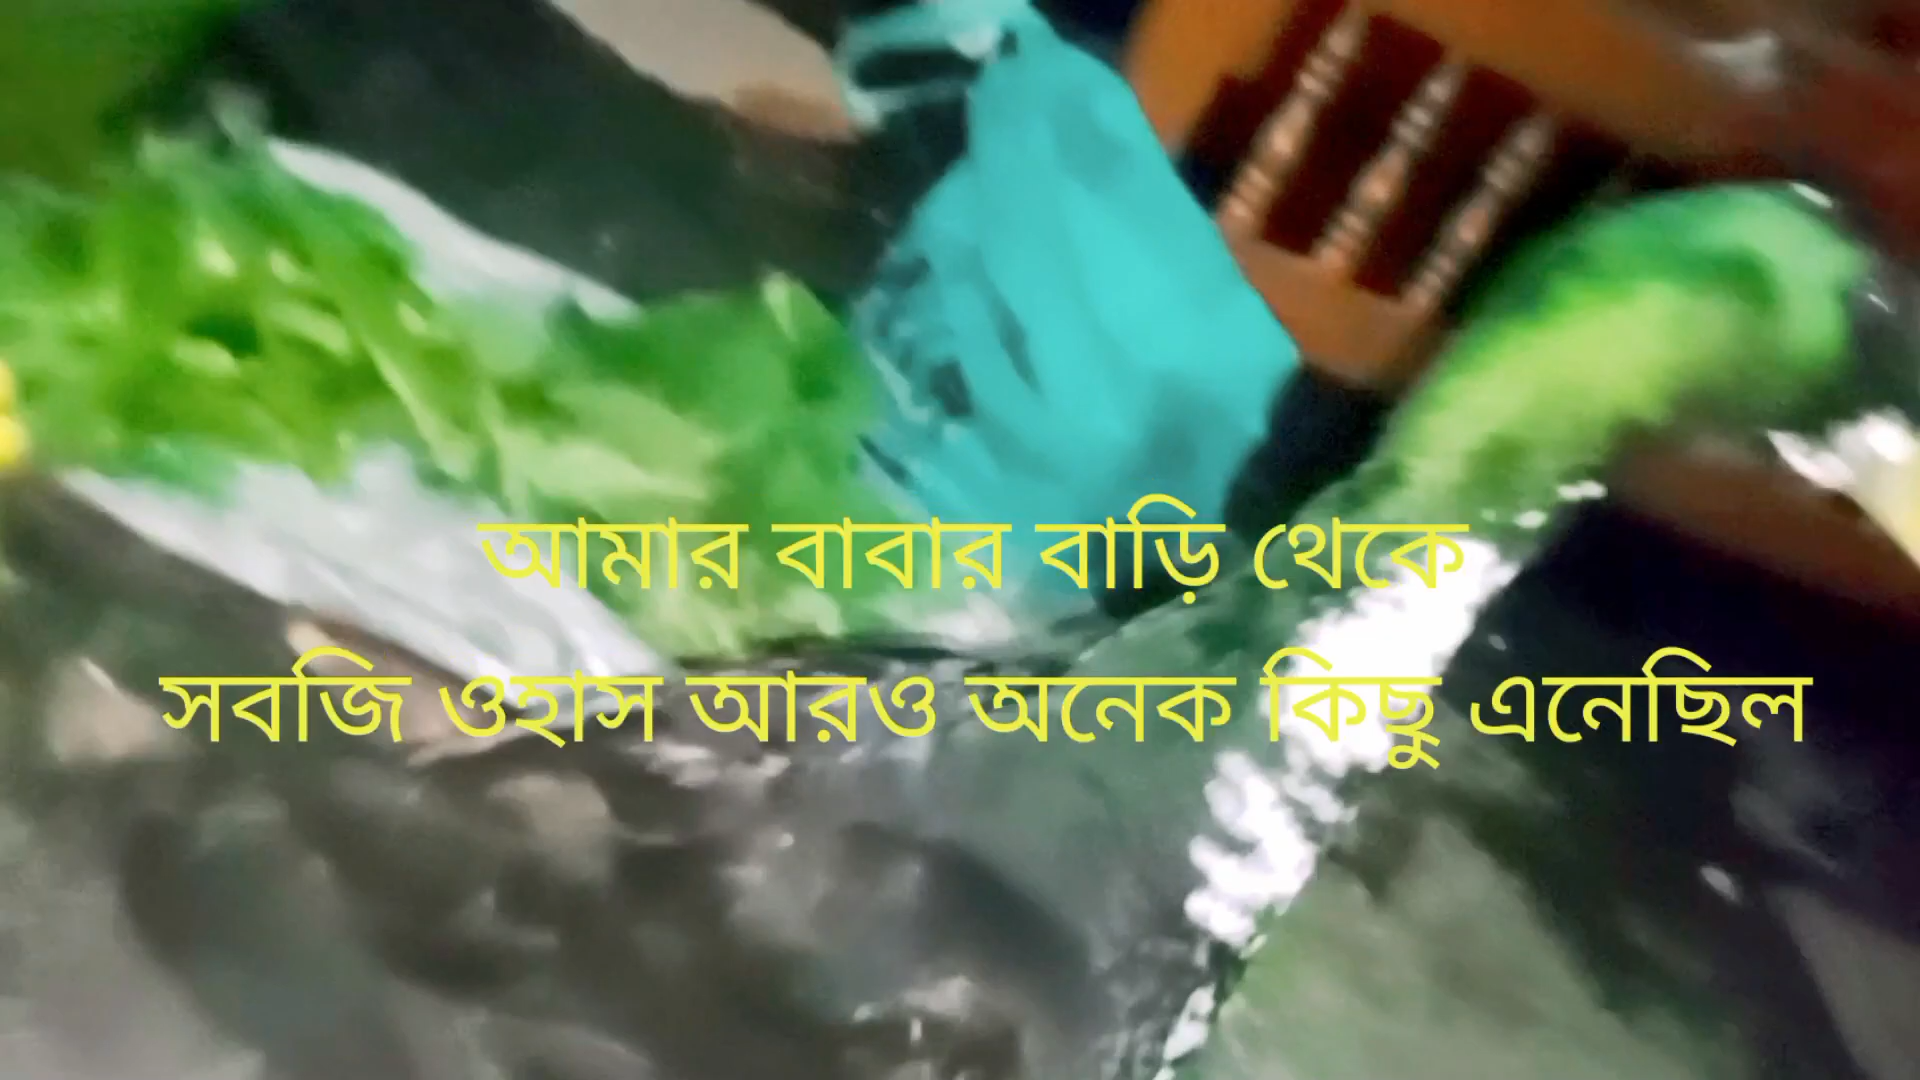 আমার বাবার বাড়ি থেকে
সবজি ওহাস আরও অনেক কিছু এনেছিল